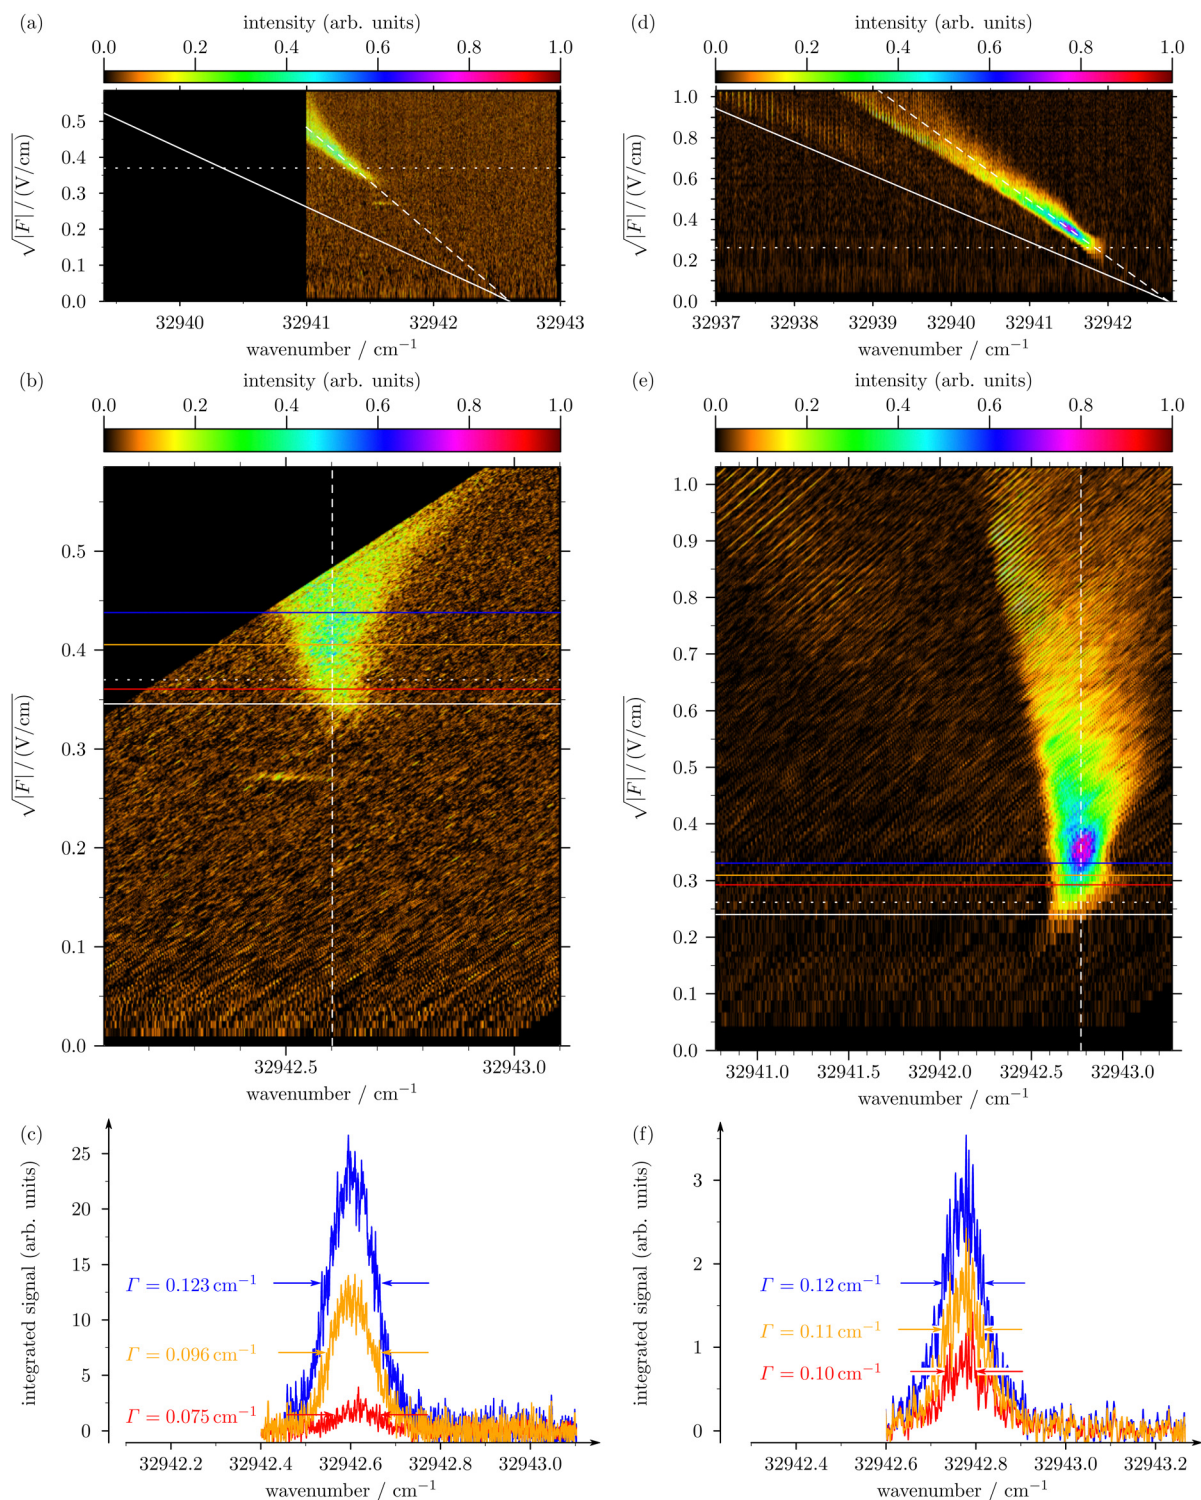 (a) intensity (arb. units)
0.0 0.2 0.4 0.6 0.8 1.0
√|F| / (V/cm)
0.5
0.4
0.3
0.2
0.1
0.0
32940 32941 32942 32943
wavenumber / cm⁻¹
(d) intensity (arb. units)
0.0 0.2 0.4 0.6 0.8 1.0
√|F| / (V/cm)
1.0
0.8
0.6
0.4
0.2
0.0
32937 32938 32939 32940 32941 32942
wavenumber / cm⁻¹
(b) intensity (arb. units)
0.0 0.2 0.4 0.6 0.8 1.0
√|F| / (V/cm)
0.5
0.4
0.3
0.2
0.1
0.0
32942.5 32943.0
wavenumber / cm⁻¹
(e) intensity (arb. units)
0.0 0.2 0.4 0.6 0.8 1.0
√|F| / (V/cm)
1.0
0.9
0.8
0.7
0.6
0.5
0.4
0.3
0.2
0.1
0.0
32941.0 32941.5 32942.0 32942.5 32943.0
wavenumber / cm⁻¹
(c)
integrated signal (arb. units)
25
20
15
10
5
0
Γ = 0.123 cm⁻¹
Γ = 0.096 cm⁻¹
Γ = 0.075 cm⁻¹
32942.2 32942.4 32942.6 32942.8 32943.0
wavenumber / cm⁻¹
(f)
integrated signal (arb. units)
3
2
1
0
Γ = 0.12 cm⁻¹
Γ = 0.11 cm⁻¹
Γ = 0.10 cm⁻¹
32942.4 32942.6 32942.8 32943.0 32943.2
wavenumber / cm⁻¹